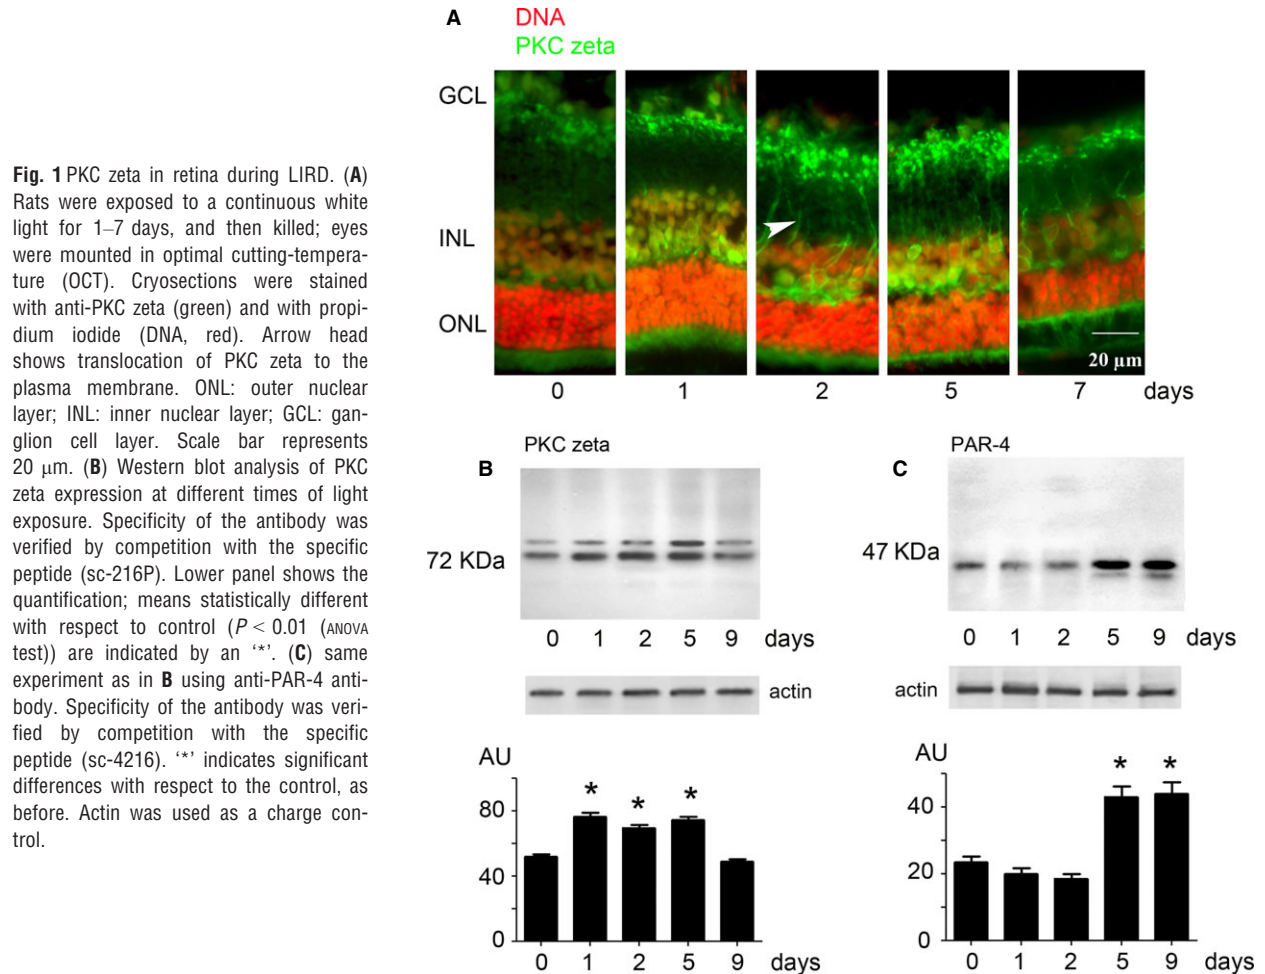 Fig. 1 PKC zeta in retina during LIRD. (A)
Rats were exposed to a continuous white
light for 1–7 days, and then killed; eyes
were mounted in optimal cutting-tempera-
ture (OCT). Cryosections were stained
with anti-PKC zeta (green) and with propi-
dium iodide (DNA, red). Arrow head
shows translocation of PKC zeta to the
plasma membrane. ONL: outer nuclear
layer; INL: inner nuclear layer; GCL: gan-
glion cell layer. Scale bar represents
20 μm. (B) Western blot analysis of PKC
zeta expression at different times of light
exposure. Specificity of the antibody was
verified by competition with the specific
peptide (sc-216P). Lower panel shows the
quantification; means statistically different
with respect to control (P < 0.01 (ANOVA
test)) are indicated by an ‘*’. (C) same
experiment as in B using anti-PAR-4 anti-
body. Specificity of the antibody was veri-
fied by competition with the specific
peptide (sc-4216). ‘*’ indicates significant
differences with respect to the control, as
before. Actin was used as a charge con-
trol.
A
DNA
PKC zeta
GCL
INL
ONL
20 μm
0 1 2 5 7 days
B
PKC zeta
72 KDa
0 1 2 5 9 days
actin
AU
* * *
80
40
0
0 1 2 5 9 days
C
PAR-4
47 KDa
0 1 2 5 9 days
actin
AU
* *
40
20
0
0 1 2 5 9 days